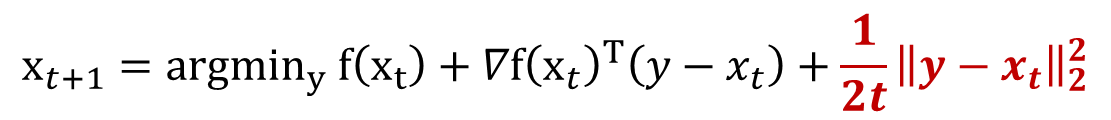 x_{t+1} = argmin_y f(x_t) + ∇f(x_t)^T(y − x_t) + \frac{1}{2t}‖y − x_t‖_2^2